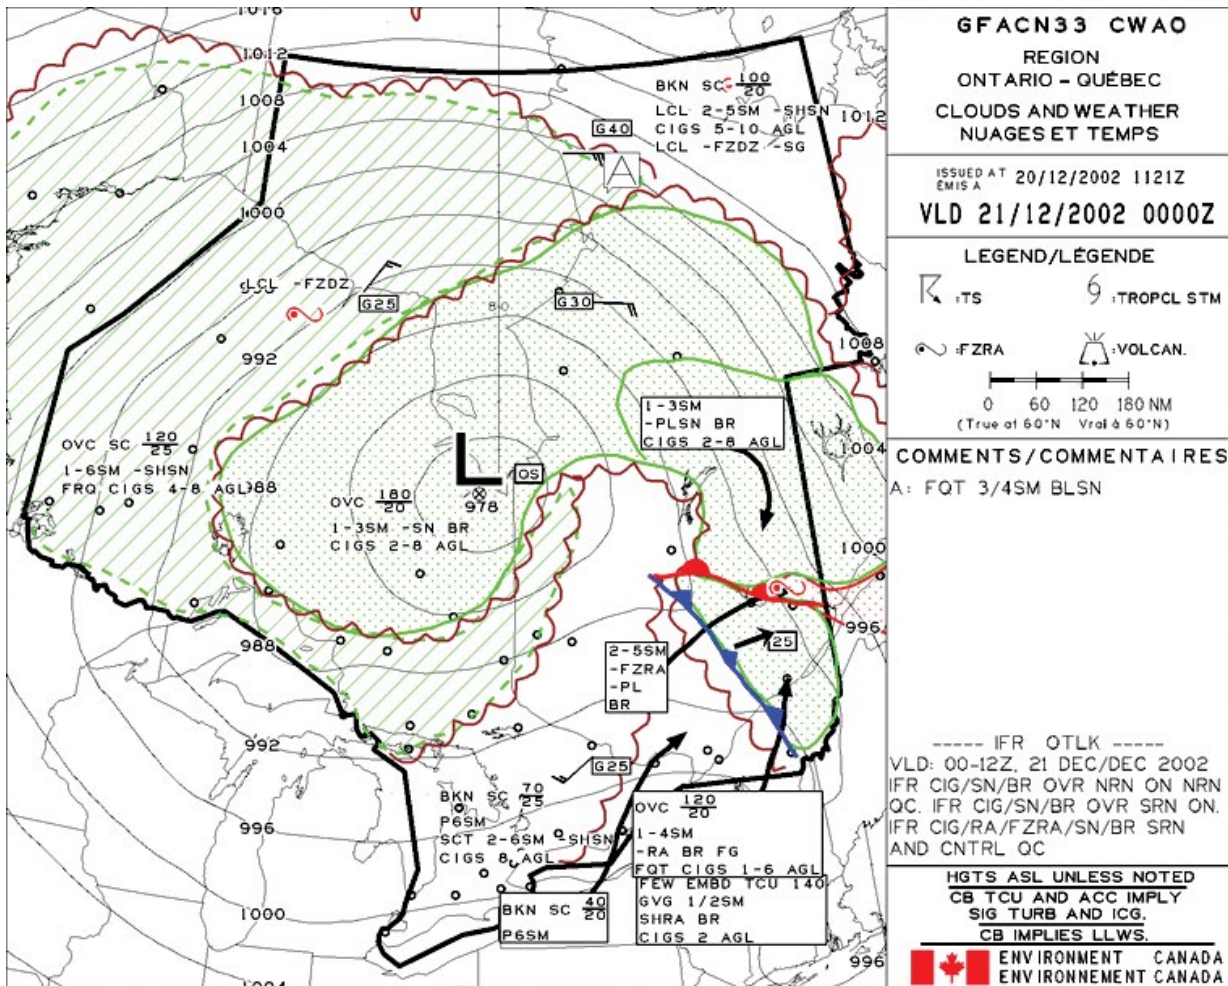 GFACN33 CWAO
REGION
ONTARIO – QUÉBEC
CLOUDS AND WEATHER
NUAGES ET TEMPS
ISSUED AT
ÉMIS A
20/12/2002 1121Z
VLD 21/12/2002 0000Z
LEGEND/LÉGENDE
:TS
:TROPCL STM
:FZRA
:VOLCAN.
0 60 120 180 NM
(True at 60°N Vrai à 60°N)
COMMENTS/COMMENTAIRES
A: FQT 3/4SM BLSN
----- IFR OTLK -----
VLD: 00-12Z, 21 DEC/DEC 2002
IFR CIG/SN/BR OVR NRN ON NRN
QC. IFR CIG/SN/BR OVR SRN ON.
IFR CIG/RA/FZRA/SN/BR SRN
AND CNTRL QC
HGTS ASL UNLESS NOTED
CB TCU AND ACC IMPLY
SIG TURB AND ICG.
CB IMPLIES LLWS.
ENVIRONMENT CANADA
ENVIRONNEMENT CANADA
1016
1012
1008
1004
1000
992
988
988
992
996
1000
1004
1012
1008
1004
1000
996
996
BKN SC 100/20
LCL 2-5SM -SHSN
CIGS 5-10 AGL
LCL -FZDZ -SG
G40
A
LCL -FZDZ
G25
80
G30
1-3SM
-PLSN BR
CIGS 2-8 AGL
OVC SC 120/25
1-6SM -SHSN
FRQ CIGS 4-8 AGL
L
QS
978
OVC 180/20
1-3SM -SN BR
CIGS 2-8 AGL
25
2-5SM
-FZRA
-PL
BR
G25
BKN SC 70/25
P6SM
SCT 2-6SM -SHSN
CIGS 8 AGL
OVC 120/20
1-4SM
-RA BR FG
FQT CIGS 1-6 AGL
FEW EMBD TCU 140
GVG 1/2SM
SHRA BR
CIGS 2 AGL
BKN SC 40/20
P6SM